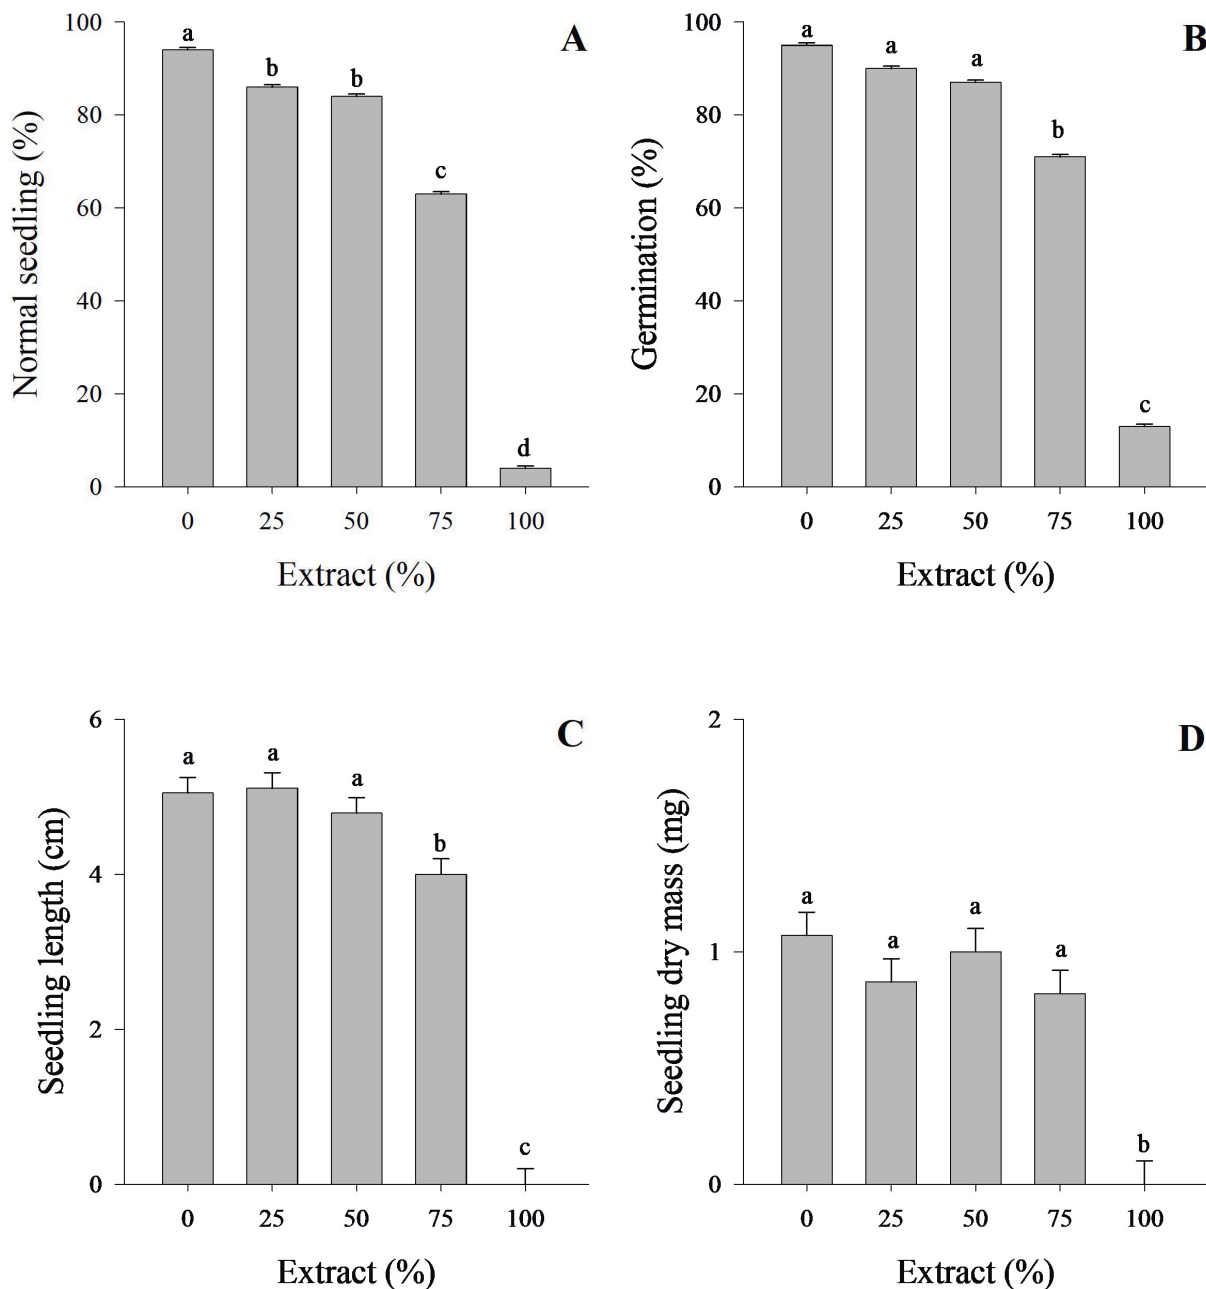 A
Normal seedling (%)
100
80
60
40
20
0
a
b
b
c
d
0 25 50 75 100
Extract (%)
B
Germination (%)
100
80
60
40
20
0
a
a
a
b
c
0 25 50 75 100
Extract (%)
C
Seedling length (cm)
6
4
2
0
a
a
a
b
c
0 25 50 75 100
Extract (%)
D
Seedling dry mass (mg)
2
1
0
a
a
a
a
b
0 25 50 75 100
Extract (%)